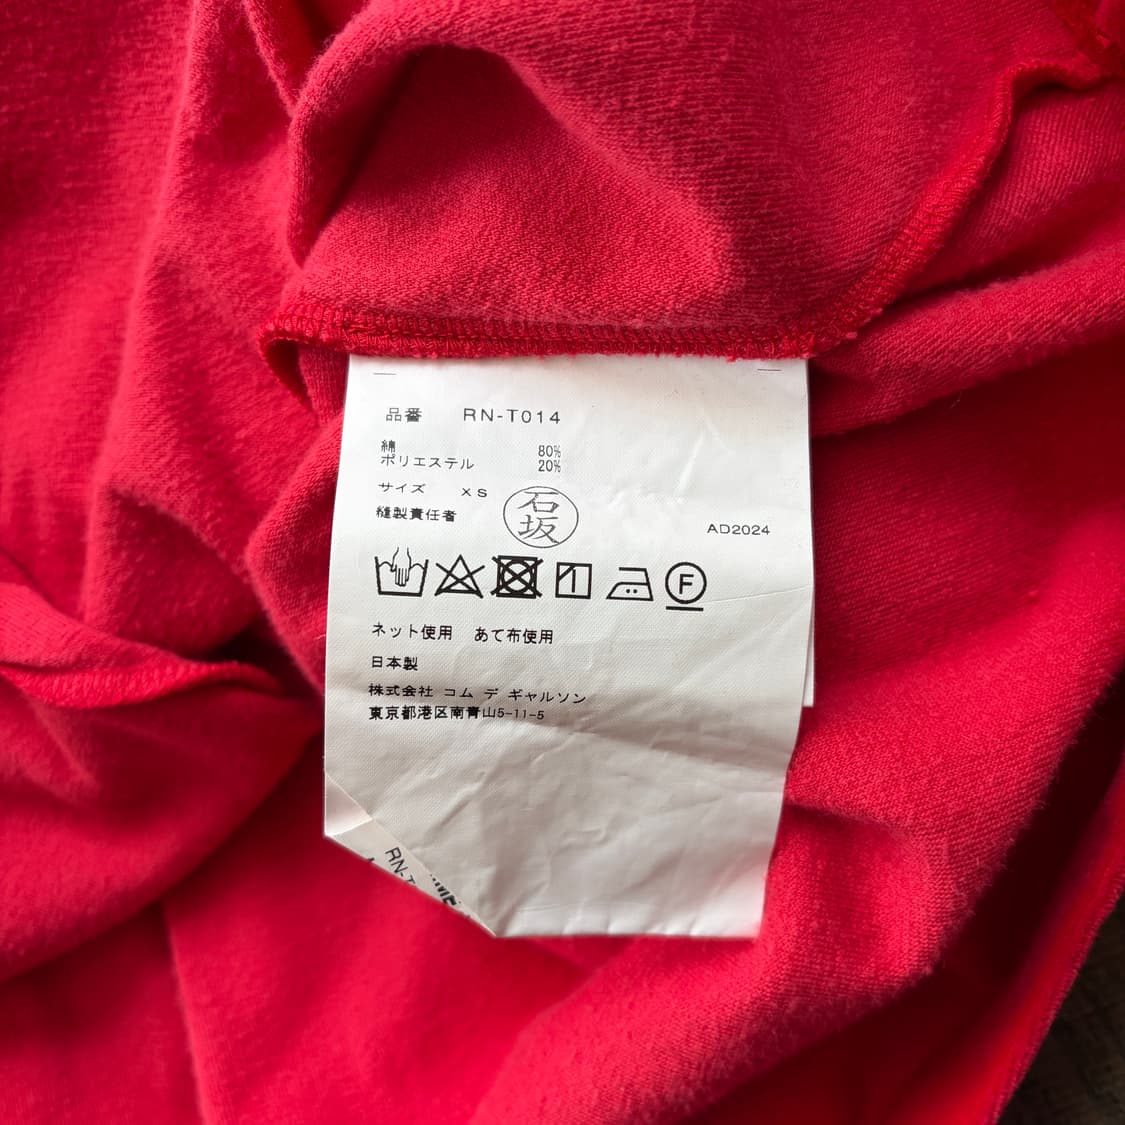 品番 RN-T014
綿 80%
ポリエステル 20%
サイズ XS
縫製責任者 石坂
AD2024
F
ネット使用 あて布使用
日本製
株式会社 コム デ ギャルソン
東京都港区南青山5-11-5
RN-T